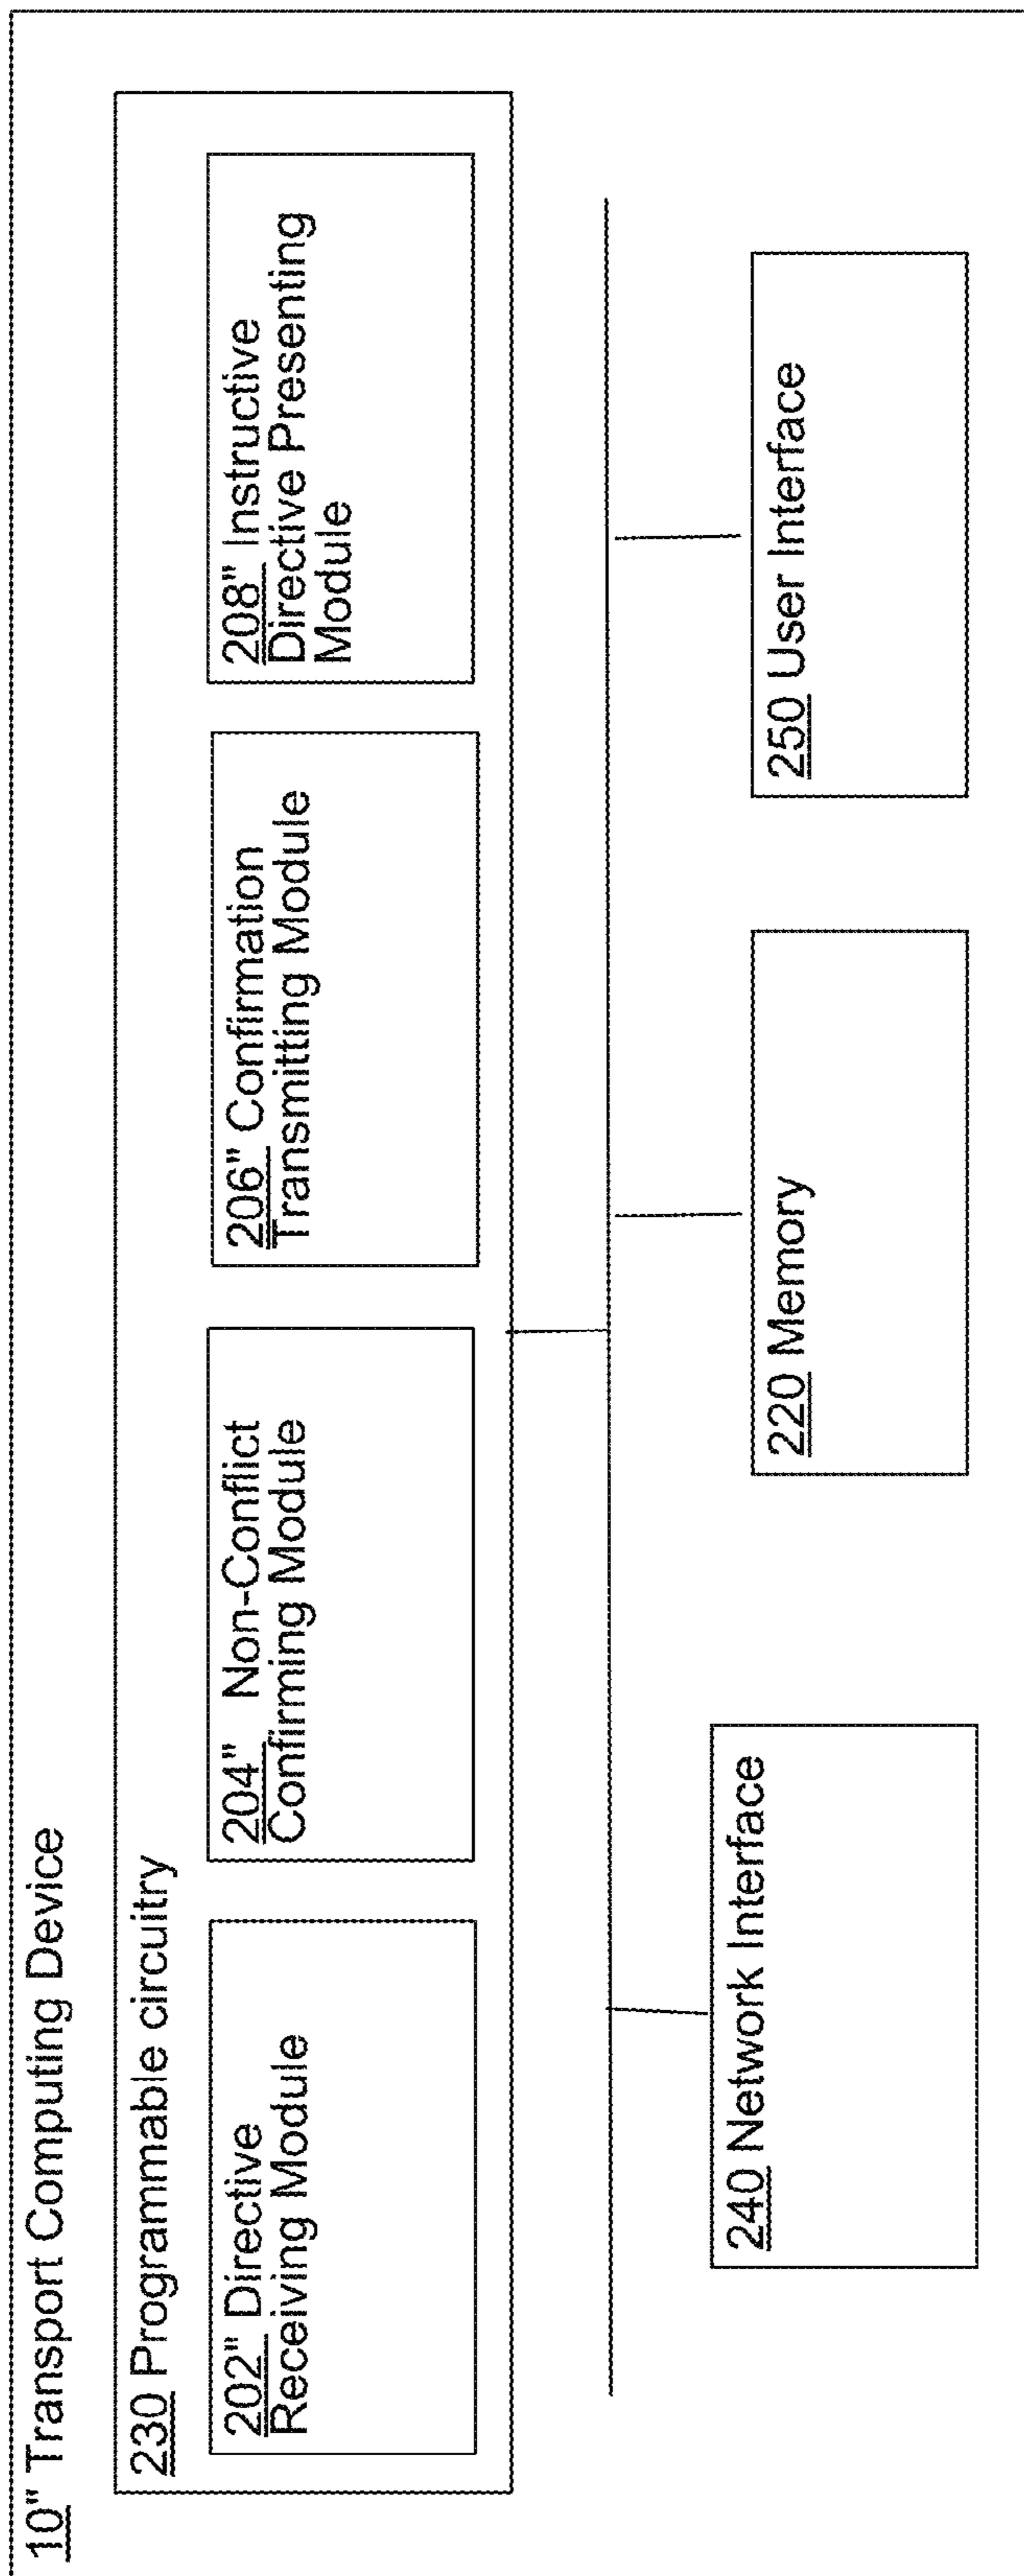 10" Transport Computing Device
230 Programmable circuitry
202" Directive
Receiving Module
204" Non-Conflict
Confirming Module
206" Confirmation
Transmitting Module
208" Instructive
Directive Presenting
Module
240 Network Interface
220 Memory
250 User Interface